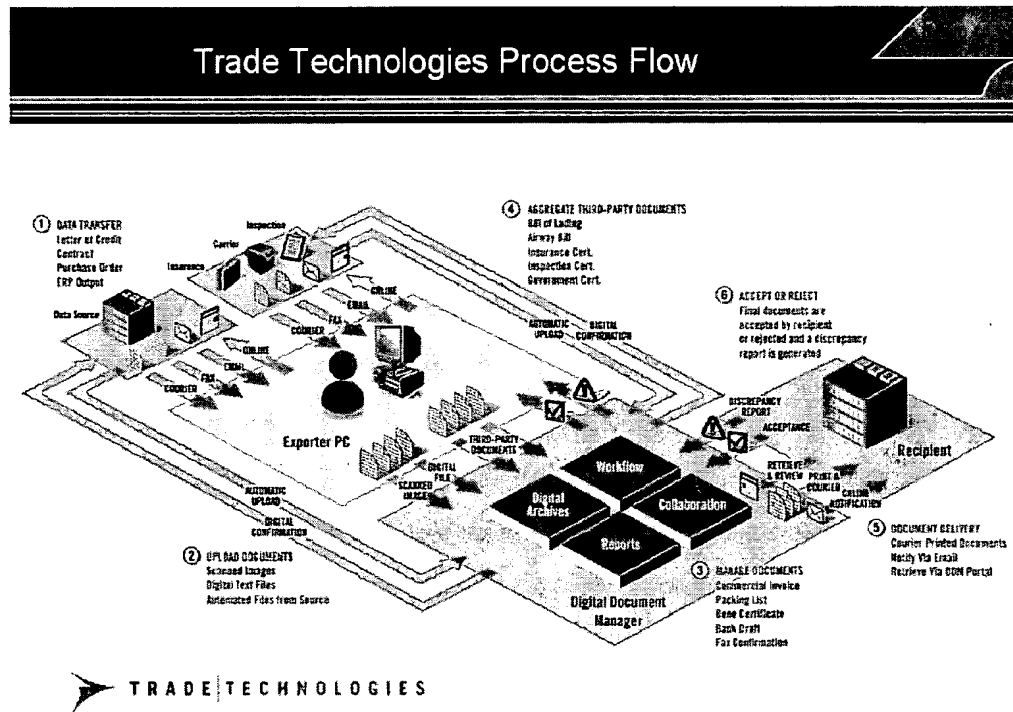 Trade Technologies Process Flow
1 DATA TRANSFER
Letter of Credit
Contract
Purchase Order
ERP Output
Data Source
Insurance
Carrier
Inspection
COURIER
FAX
EMAIL
ONLINE
COURIER
FAX
EMAIL
ONLINE
4 AGGREGATE THIRD-PARTY DOCUMENTS
Bill of Lading
Airway Bill
Insurance Cert.
Inspection Cert.
Government Cert.
AUTOMATIC
UPLOAD
DIGITAL
CONFIRMATION
6 ACCEPT OR REJECT
Final documents are
accepted by recipient
or rejected and a discrepancy
report is generated
Exporter PC
THIRD-PARTY
DOCUMENTS
DIGITAL
FILE
SCANNED
IMAGES
DISCREPANCY
REPORT
ACCEPTANCE
Recipient
RETRIEVE
& REVIEW
PRINT &
COURIER
ONLINE
NOTIFICATION
Workflow
Digital
Archives
Collaboration
Reports
Digital Document
Manager
AUTOMATIC
UPLOAD
DIGITAL
CONFIRMATION
2 UPLOAD DOCUMENTS
Scanned Images
Digital Text Files
Automated Files from Source
3 MANAGE DOCUMENTS
Commercial Invoice
Packing List
Bene Certificate
Bank Draft
Fax Confirmation
5 DOCUMENT DELIVERY
Courier Printed Documents
Notify Via Email
Retrieve Via DDM Portal
TRADE TECHNOLOGIES